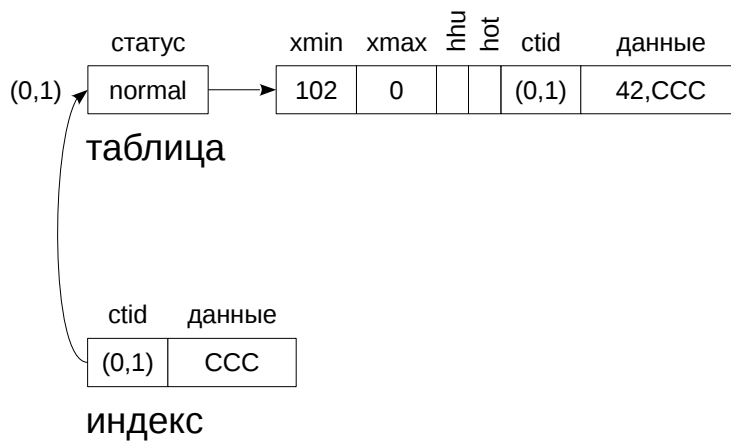 статус xmin xmax hhu hot ctid данные
(0,1) normal 102 0 (0,1) 42,CCC
таблица
ctid данные
(0,1) CCC
индекс